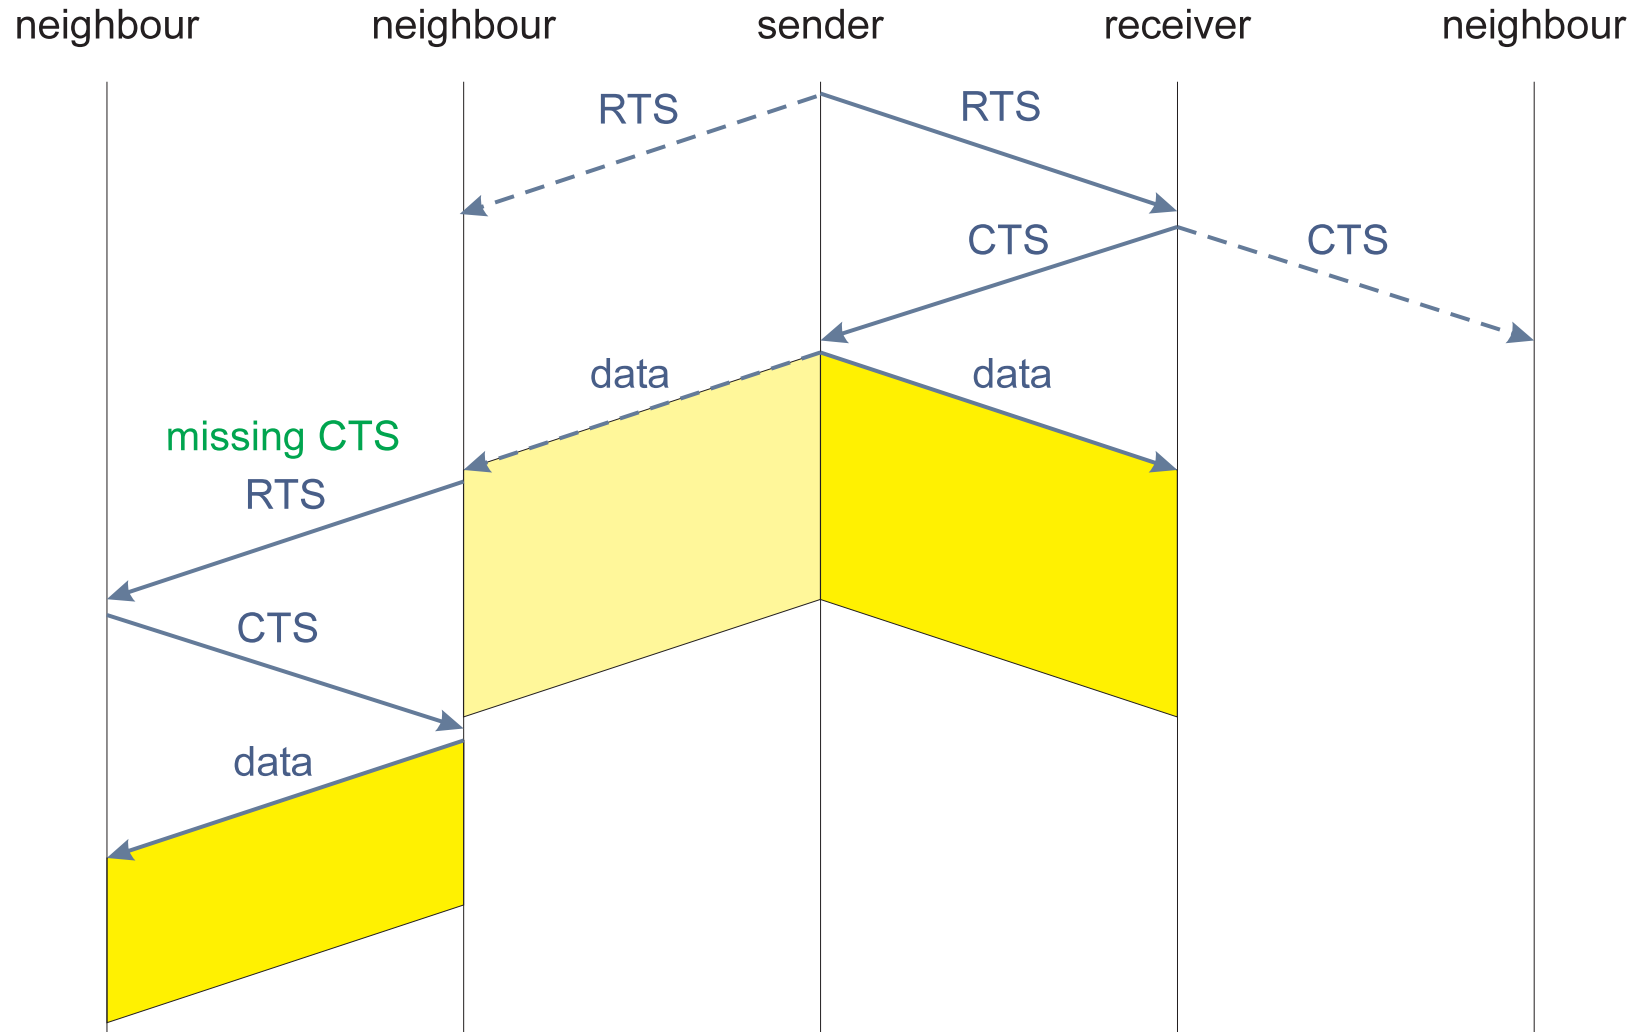 neighbour neighbour sender receiver neighbour
RTS RTS
CTS CTS
data data
missing CTS
RTS
CTS
data